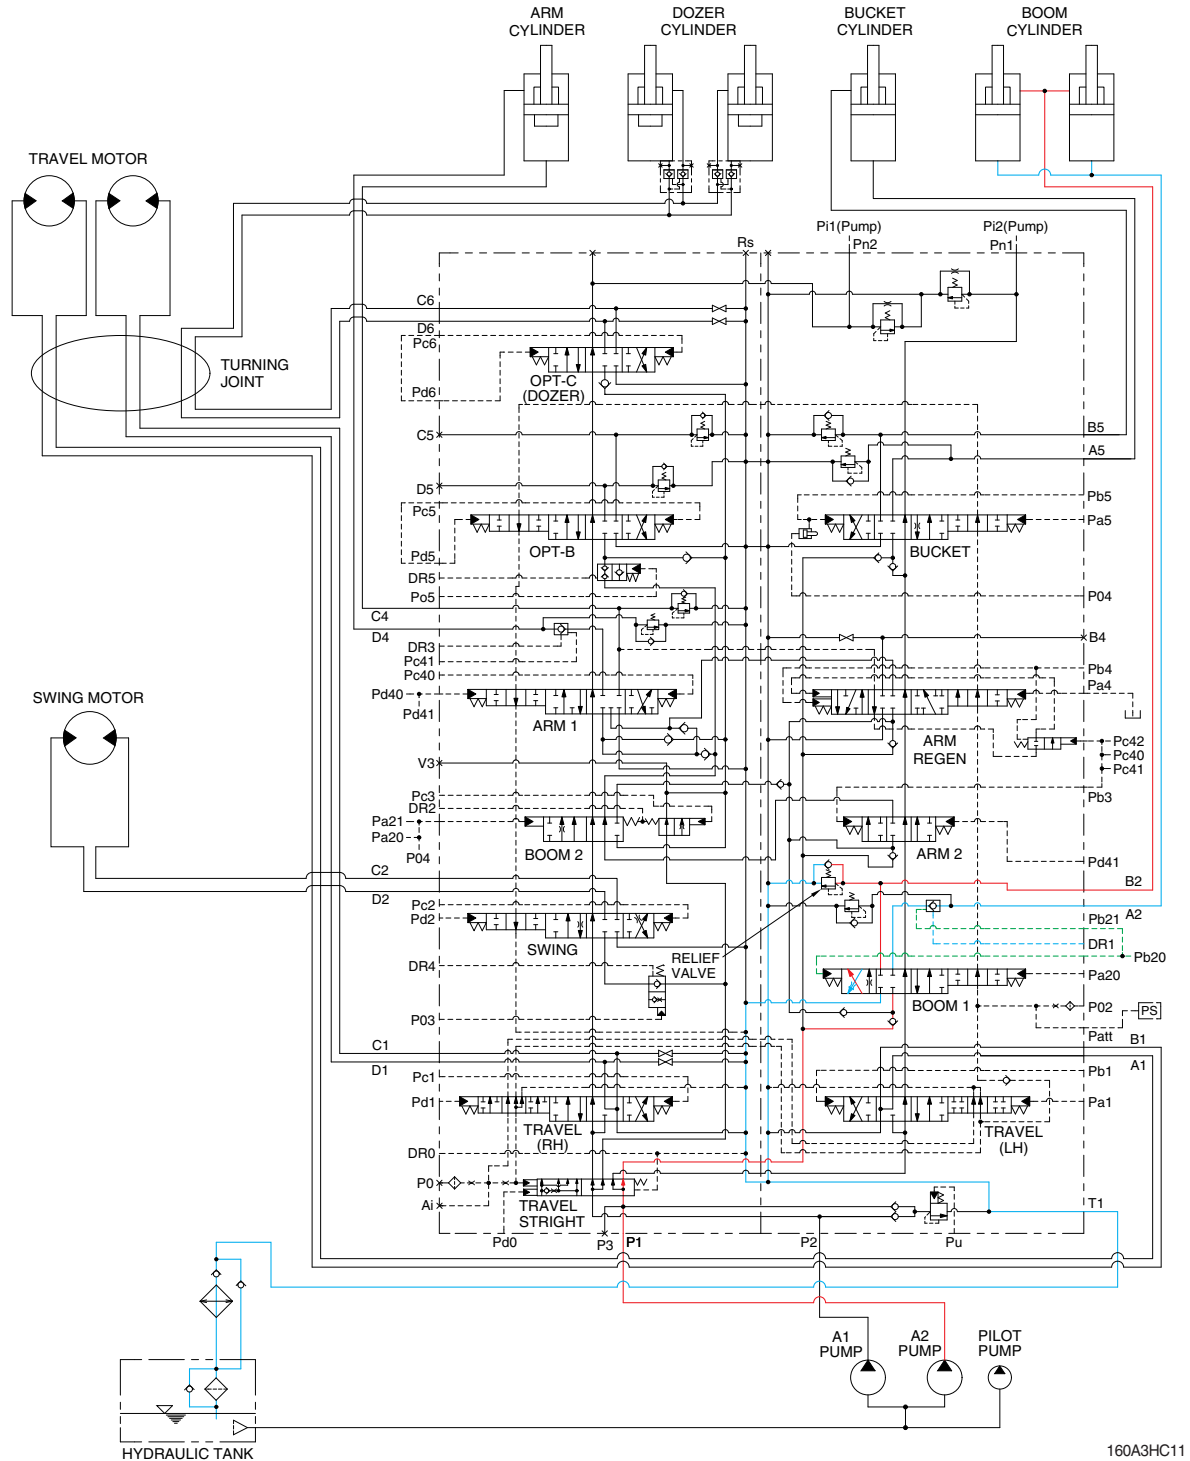 ARM
CYLINDER
DOZER
CYLINDER
BUCKET
CYLINDER
BOOM
CYLINDER
TRAVEL MOTOR
TURNING
JOINT
SWING MOTOR
Pi1(Pump)
Pn2
Pi2(Pump)
Pn1
Rs
C6
D6
Pc6
Pd6
OPT-C
(DOZER)
C5
D5
Pc5
Pd5
OPT-B
DR5
Po5
C4
D4
DR3
Pc41
Pc40
Pd40
Pd41
ARM 1
V3
Pc3
DR2
Pa21
Pa20
P04
BOOM 2
C2
D2
Pc2
Pd2
SWING
DR4
P03
RELIEF
VALVE
C1
D1
Pc1
Pd1
TRAVEL
(RH)
DR0
P0
Ai
TRAVEL
STRIGHT
Pd0
P3
P1
P2
Pu
B5
A5
Pb5
Pa5
BUCKET
P04
B4
Pb4
Pa4
ARM
REGEN
Pc42
Pc40
Pc41
Pb3
ARM 2
Pd41
B2
A2
Pb21
DR1
Pb20
Pa20
BOOM 1
P02
PS
Patt
B1
A1
Pb1
Pa1
TRAVEL
(LH)
T1
A1
PUMP
A2
PUMP
PILOT
PUMP
HYDRAULIC TANK
160A3HC11